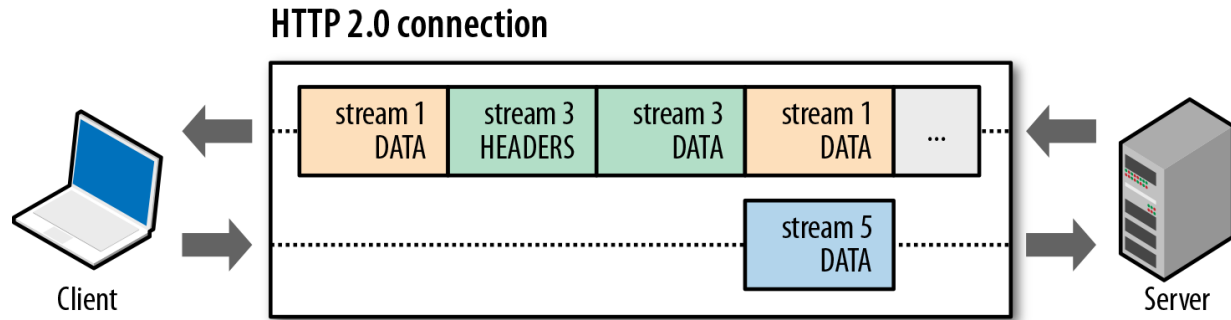 HTTP 2.0 connection
stream 1
DATA
stream 3
HEADERS
stream 3
DATA
stream 1
DATA
...
stream 5
DATA
Client
Server